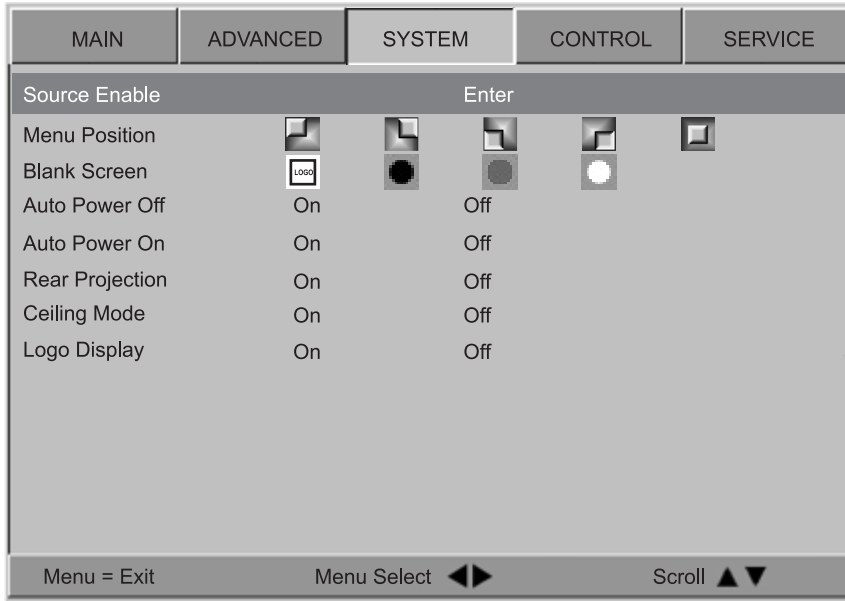 MAIN ADVANCED SYSTEM CONTROL SERVICE
Source Enable Enter
Menu Position
Blank Screen LOGO
Auto Power Off On Off
Auto Power On On Off
Rear Projection On Off
Ceiling Mode On Off
Logo Display On Off
Menu = Exit Menu Select ◀▶ Scroll ▲▼